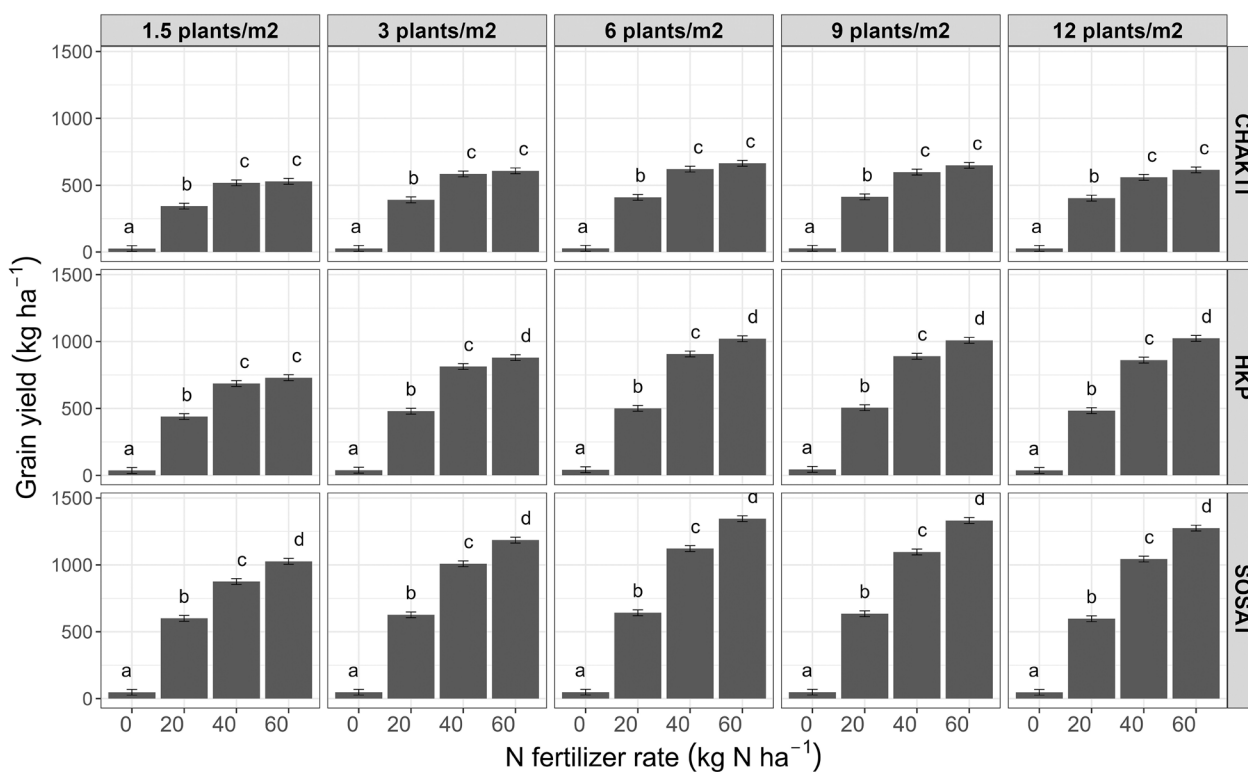 1.5 plants/m2 3 plants/m2 6 plants/m2 9 plants/m2 12 plants/m2
Grain yield (kg ha⁻¹)
1500
1000
500
0
c c c c c c c c c c
b b b b b
a a a a a
CHAKTI
1500
1000
500
0
c c c d c d c d c d
b b b b b
a a a a a
HKP
1500
1000
500
0
c d c d c d c d c d
b b b b b
a a a a a
SOSAT
0 20 40 60 0 20 40 60 0 20 40 60 0 20 40 60 0 20 40 60
N fertilizer rate (kg N ha⁻¹)